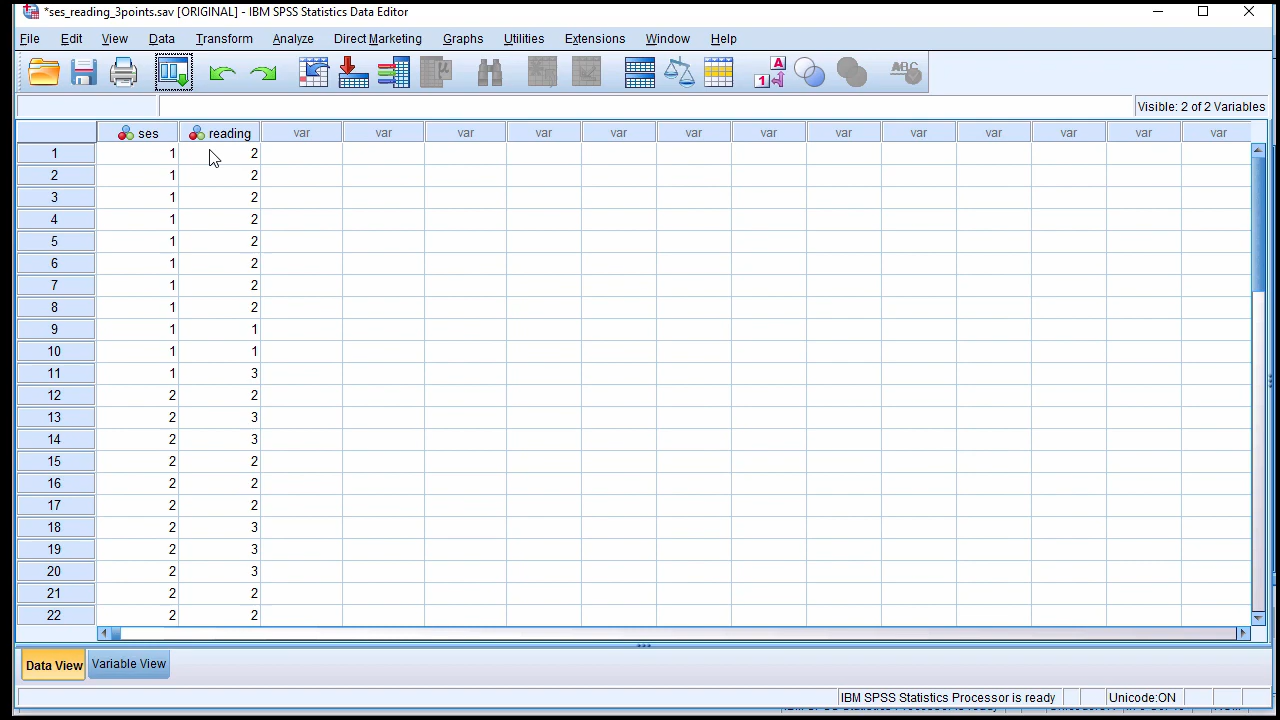 *ses_reading_3points.sav [ORIGINAL] - IBM SPSS Statistics Data Editor
File Edit View Data Transform Analyze Direct Marketing Graphs Utilities Extensions Window Help
Visible: 2 of 2 Variables
ses reading var var var var var var var var var var var var var
1 1 2
2 1 2
3 1 2
4 1 2
5 1 2
6 1 2
7 1 2
8 1 2
9 1 1
10 1 1
11 1 3
12 2 2
13 2 3
14 2 3
15 2 2
16 2 2
17 2 2
18 2 3
19 2 3
20 2 3
21 2 2
22 2 2
Data View Variable View
IBM SPSS Statistics Processor is ready Unicode:ON